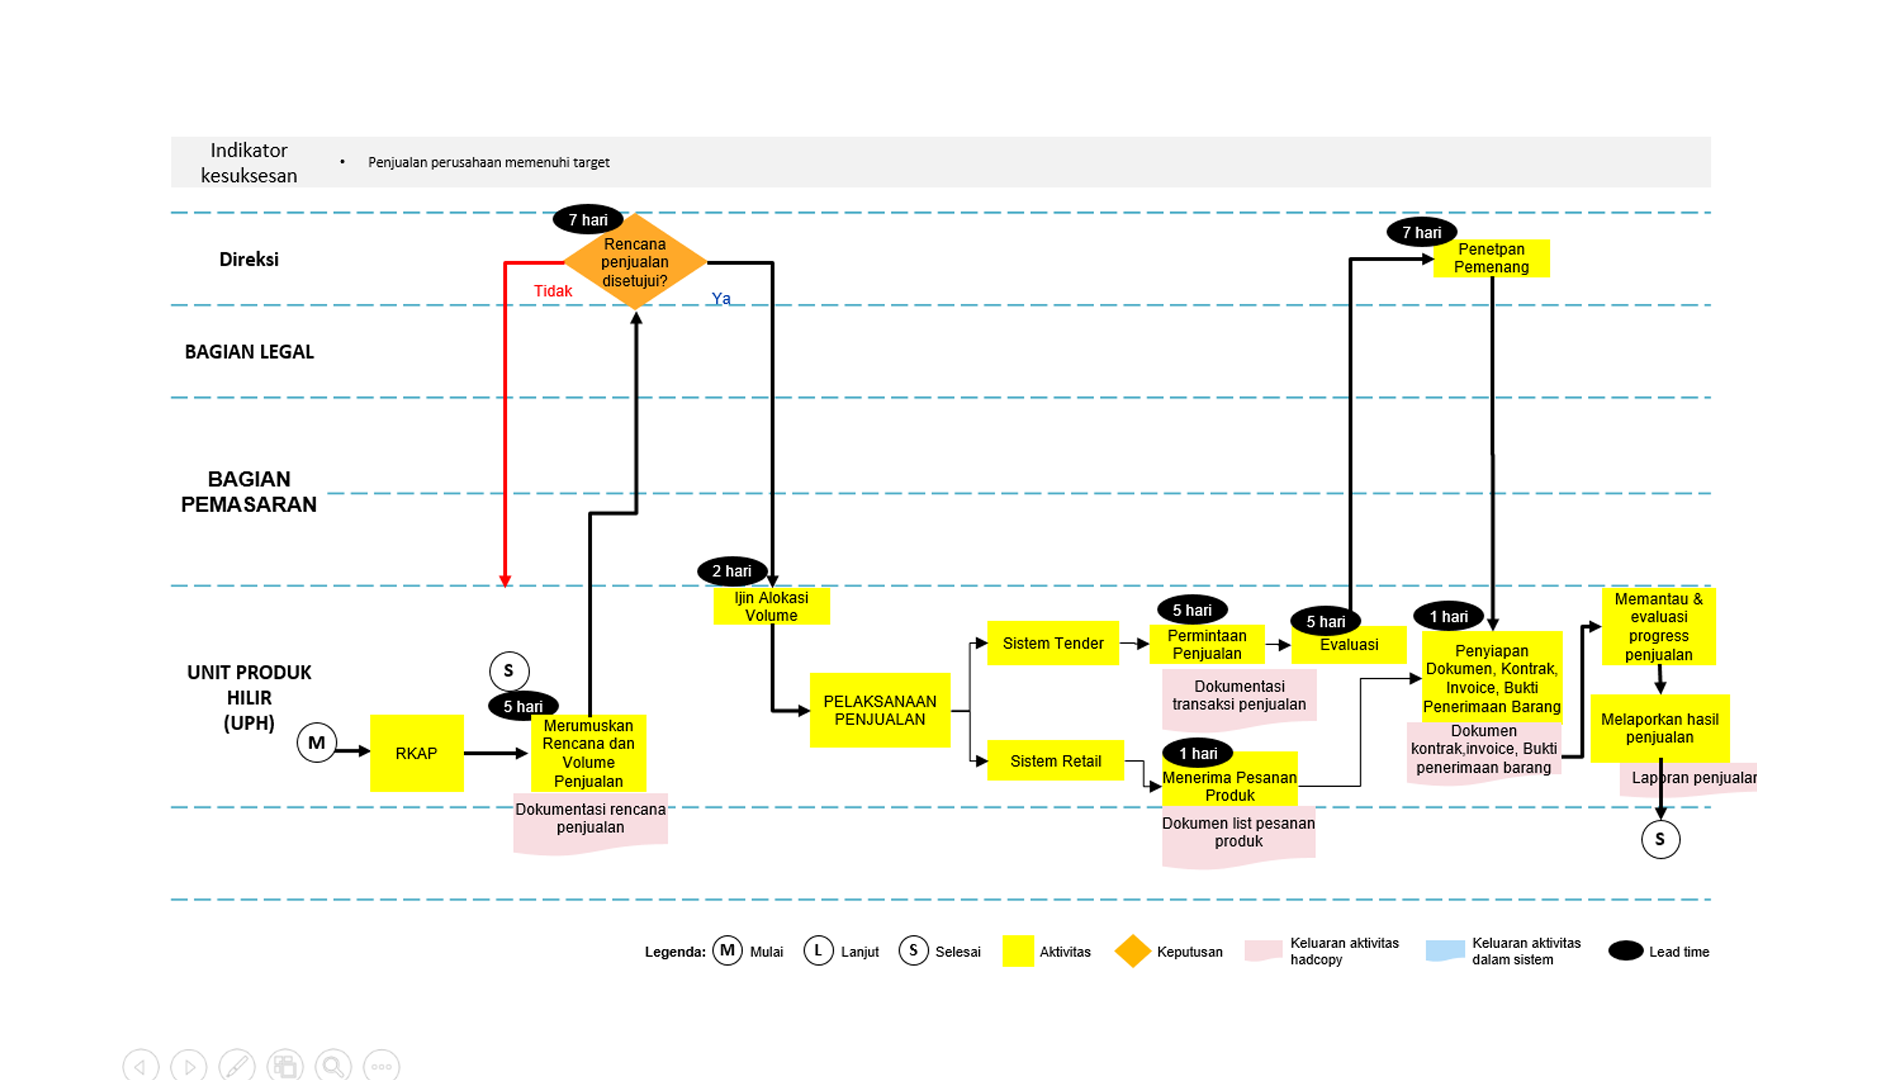 Indikator
kesuksesan
• Penjualan perusahaan memenuhi target
7 hari
Rencana
penjualan
disetujui?
Tidak
Ya
Direksi
7 hari
Penetpan
Pemenang
BAGIAN LEGAL
BAGIAN
PEMASARAN
2 hari
Ijin Alokasi
Volume
UNIT PRODUK
HILIR
(UPH)
M
RKAP
S
5 hari
Merumuskan
Rencana dan
Volume
Penjualan
Dokumentasi rencana
penjualan
PELAKSANAAN
PENJUALAN
Sistem Tender
Sistem Retail
5 hari
Permintaan
Penjualan
Dokumentasi
transaksi penjualan
1 hari
Menerima Pesanan
Produk
Dokumen list pesanan
produk
5 hari
Evaluasi
1 hari
Penyiapan
Dokumen, Kontrak,
Invoice, Bukti
Penerimaan Barang
Dokumen
kontrak,invoice, Bukti
penerimaan barang
Memantau &
evaluasi
progress
penjualan
Melaporkan hasil
penjualan
Laporan penjualan
S
Legenda:
M Mulai
L Lanjut
S Selesai
Aktivitas
Keputusan
Keluaran aktivitas
hadcopy
Keluaran aktivitas
dalam sistem
Lead time